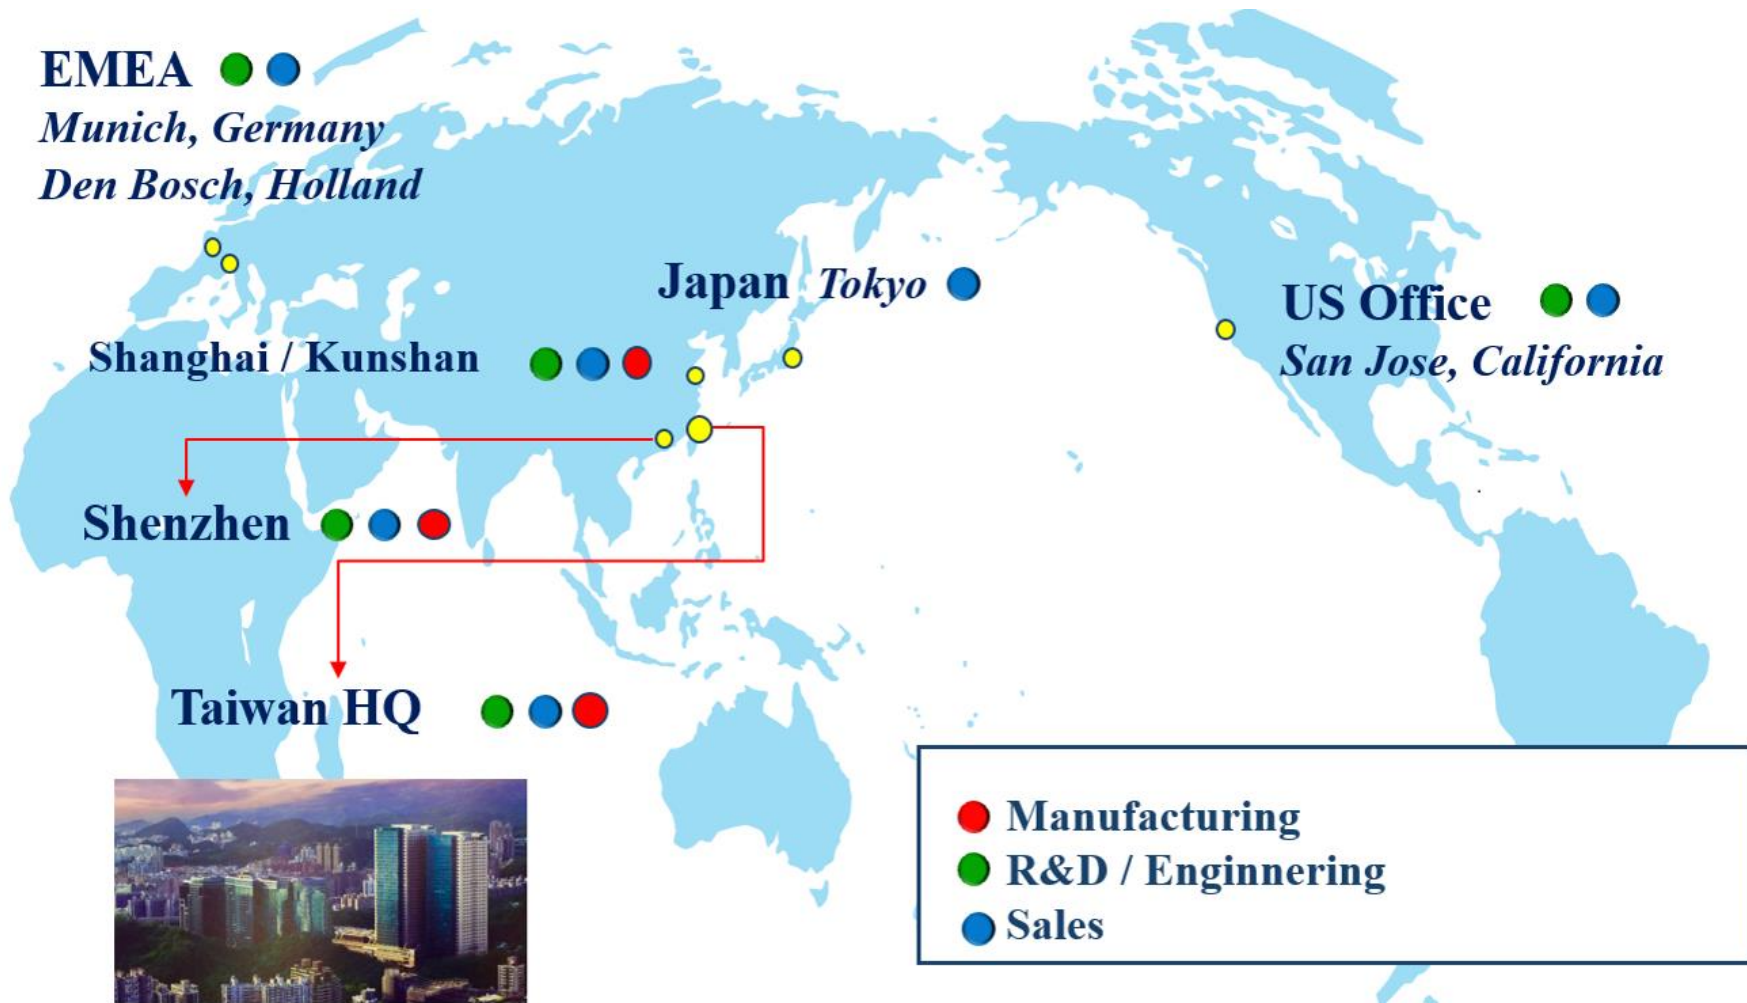 EMEA
Munich, Germany
Den Bosch, Holland
Japan Tokyo
US Office
San Jose, California
Shanghai / Kunshan
Shenzhen
Taiwan HQ
Manufacturing
R&D / Enginnering
Sales